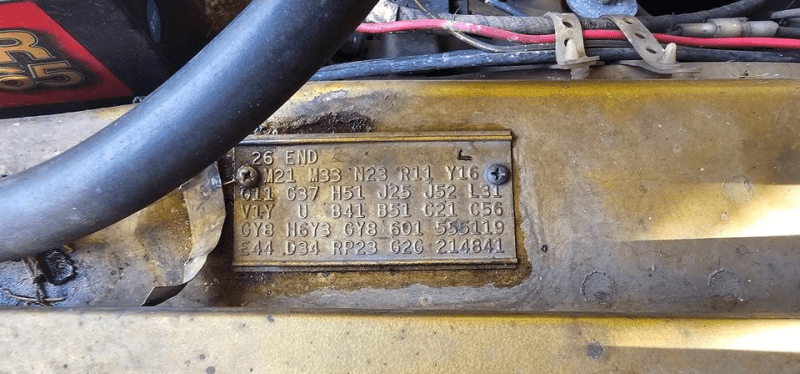 26 END
M21 M33 N23 R11 Y16
G11 G37 H51 J25 J52 L31
V1Y U B41 B51 C21 C56
GY8 H6Y3 GY8 601 555119
E44 D34 RP23 G2G 214841